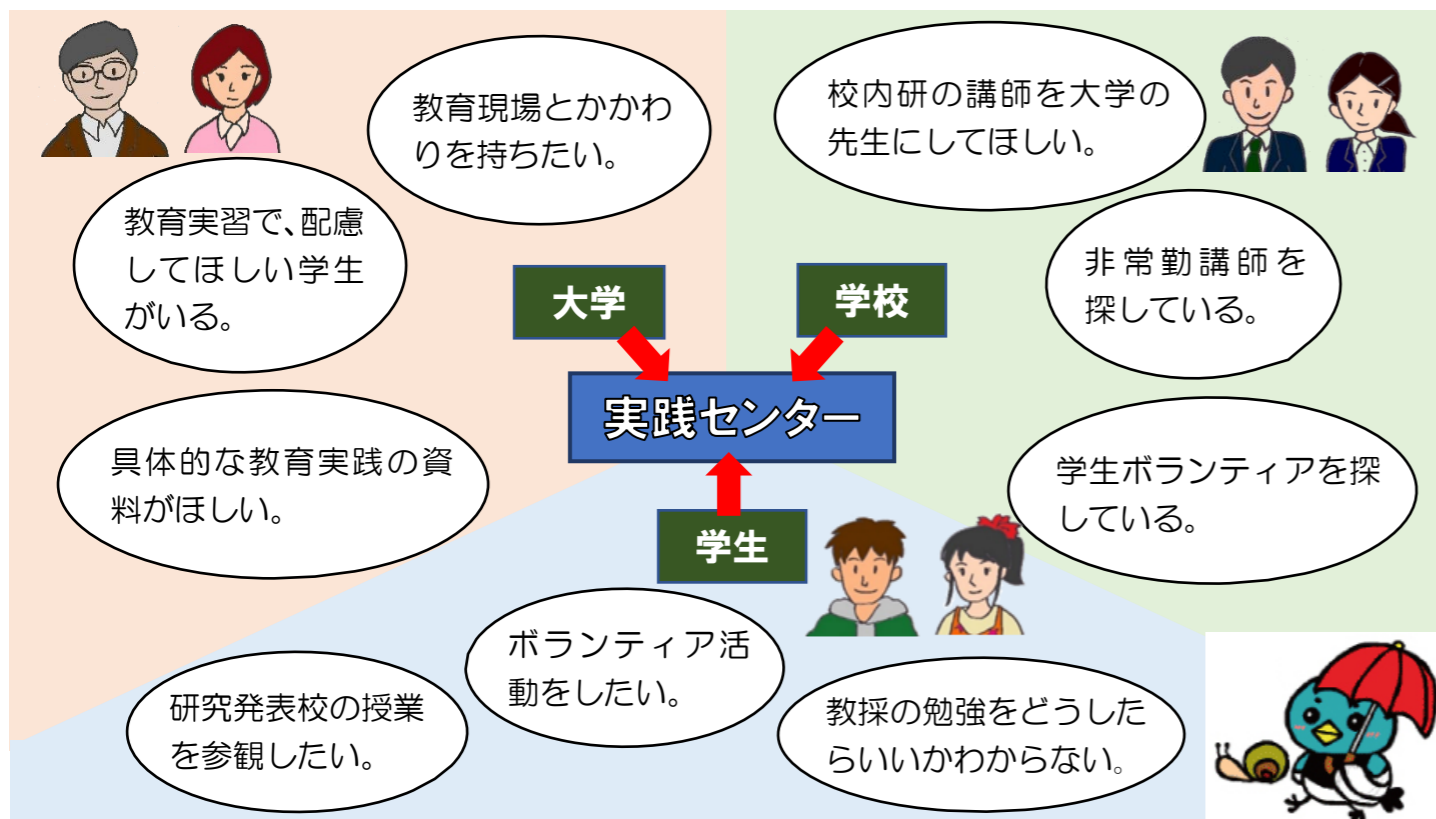 教育現場とかかわ
りを持ちたい。
教育実習で、配慮
してほしい学生
がいる。
具体的な教育実践の資
料がほしい。
校内研の講師を大学の
先生にしてほしい。
非常勤講師を
探している。
学生ボランティアを探
している。
大学
学校
実践センター
学生
ボランティア活
動をしたい。
研究発表校の授業
を参観したい。
教採の勉強をどうした
らいいかわからない。